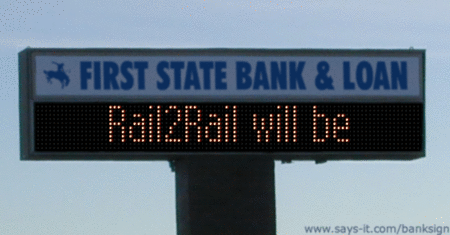 FIRST STATE BANK & LOAN
Rail2Rail will be
www.says-it.com/banksign